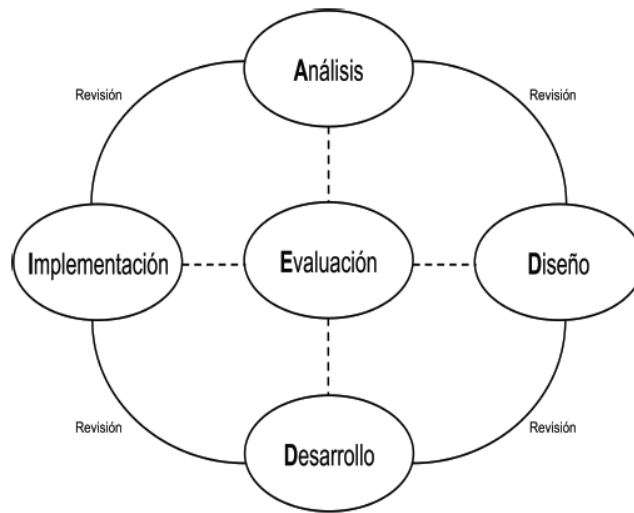 Análisis
Revisión
Revisión
Implementación
Evaluación
Diseño
Revisión
Revisión
Desarrollo